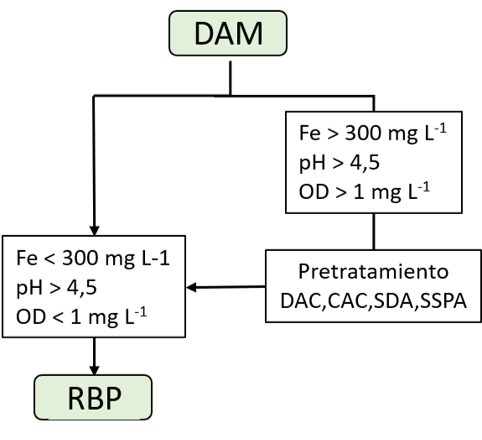 DAM
Fe > 300 mg L-1
pH > 4,5
OD > 1 mg L-1
Fe < 300 mg L-1
pH > 4,5
OD < 1 mg L-1
Pretratamiento
DAC,CAC,SDA,SSPA
RBP